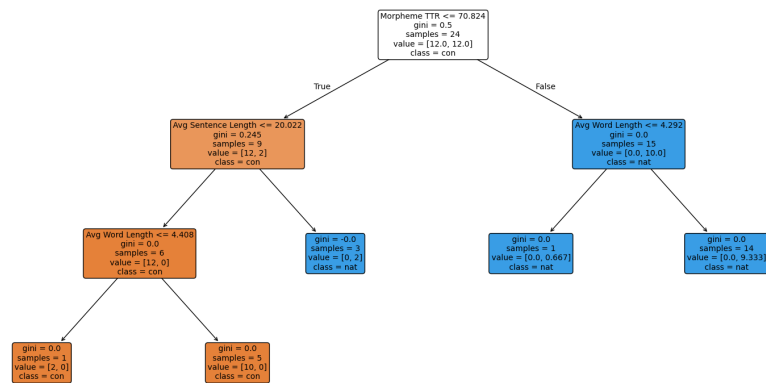 Morpheme TTR <= 70.824
gini = 0.5
samples = 24
value = [12.0, 12.0]
class = con
True
False
Avg Sentence Length <= 20.022
gini = 0.245
samples = 9
value = [12, 2]
class = con
Avg Word Length <= 4.292
gini = 0.0
samples = 15
value = [0.0, 10.0]
class = nat
Avg Word Length <= 4.408
gini = 0.0
samples = 6
value = [12, 0]
class = con
gini = -0.0
samples = 3
value = [0, 2]
class = nat
gini = 0.0
samples = 1
value = [0.0, 0.667]
class = nat
gini = 0.0
samples = 14
value = [0.0, 9.333]
class = nat
gini = 0.0
samples = 1
value = [2, 0]
class = con
gini = 0.0
samples = 5
value = [10, 0]
class = con